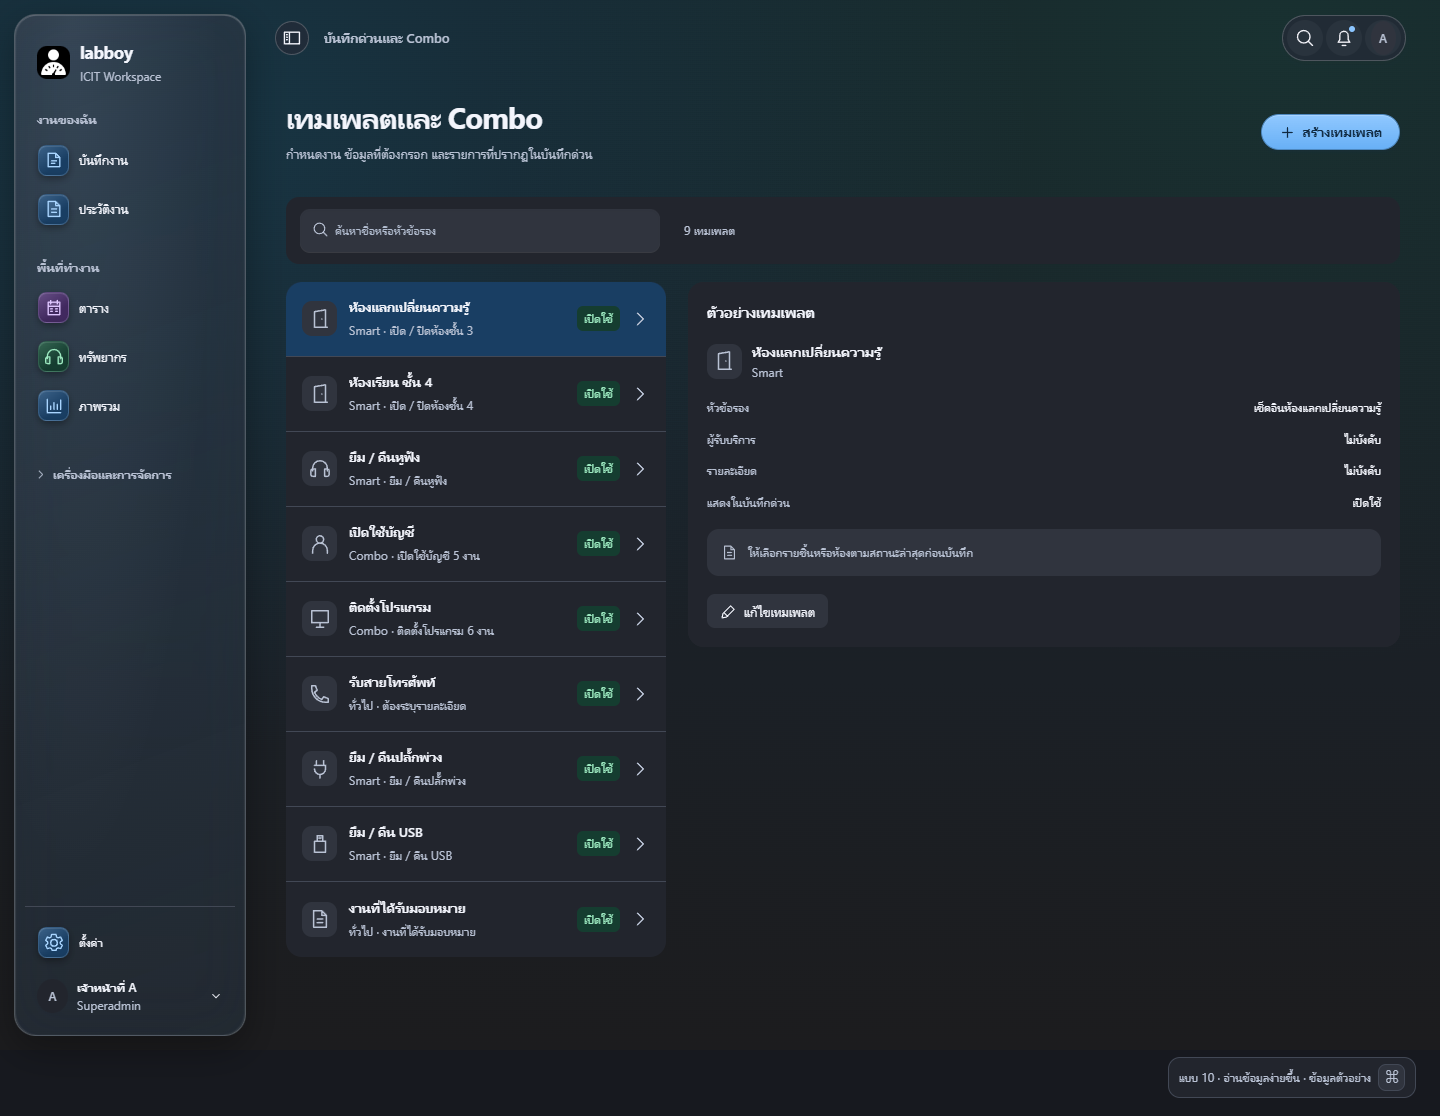 labboy
ICIT Workspace
งานของฉัน
บันทึกงาน
ประวัติงาน
พื้นที่ทำงาน
ตาราง
ทรัพยากร
ภาพรวม
เครื่องมือและการจัดการ
ตั้งค่า
A
เจ้าหน้าที่ A
Superadmin
บันทึกด่วนและ Combo
A
เทมเพลตและ Combo
กำหนดงาน ข้อมูลที่ต้องกรอก และรายการที่ปรากฏในบันทึกด่วน
สร้างเทมเพลต
ค้นหาชื่อหรือหัวข้อรอง
9 เทมเพลต
ห้องแลกเปลี่ยนความรู้
Smart · เปิด / ปิดห้องชั้น 3
เปิดใช้
ห้องเรียน ชั้น 4
Smart · เปิด / ปิดห้องชั้น 4
เปิดใช้
ยืม / คืนหูฟัง
Smart · ยืม / คืนหูฟัง
เปิดใช้
เปิดใช้บัญชี
Combo · เปิดใช้บัญชี 5 งาน
เปิดใช้
ติดตั้งโปรแกรม
Combo · ติดตั้งโปรแกรม 6 งาน
เปิดใช้
รับสายโทรศัพท์
ทั่วไป · ต้องระบุรายละเอียด
เปิดใช้
ยืม / คืนปลั๊กพ่วง
Smart · ยืม / คืนปลั๊กพ่วง
เปิดใช้
ยืม / คืน USB
Smart · ยืม / คืน USB
เปิดใช้
งานที่ได้รับมอบหมาย
ทั่วไป · งานที่ได้รับมอบหมาย
เปิดใช้
ตัวอย่างเทมเพลต
ห้องแลกเปลี่ยนความรู้
Smart
หัวข้อรอง เช็คอินห้องแลกเปลี่ยนความรู้
ผู้รับบริการ ไม่บังคับ
รายละเอียด ไม่บังคับ
แสดงในบันทึกด่วน เปิดใช้
ให้เลือกรายชิ้นหรือห้องตามสถานะล่าสุดก่อนบันทึก
แก้ไขเทมเพลต
แบบ 10 · อ่านข้อมูลง่ายขึ้น · ข้อมูลตัวอย่าง ⌘